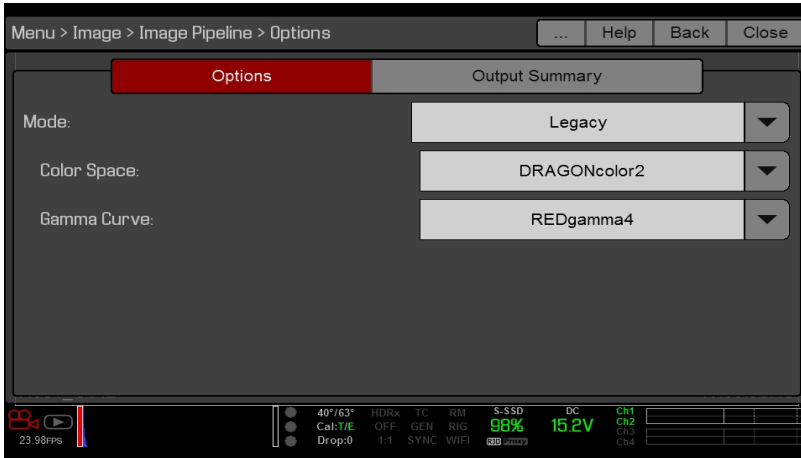 Menu > Image > Image Pipeline > Options ... Help Back Close
Options Output Summary
Mode: Legacy
Color Space: DRAGONcolor2
Gamma Curve: REDgamma4
40°/63° HDRx TC RM S-SSD DC Ch1
Cal:T/E OFF GEN RIG 98% 15.2V Ch2
23.98FPS Drop:0 1:1 SYNC WIFI R3D Proxy Ch3
Ch4